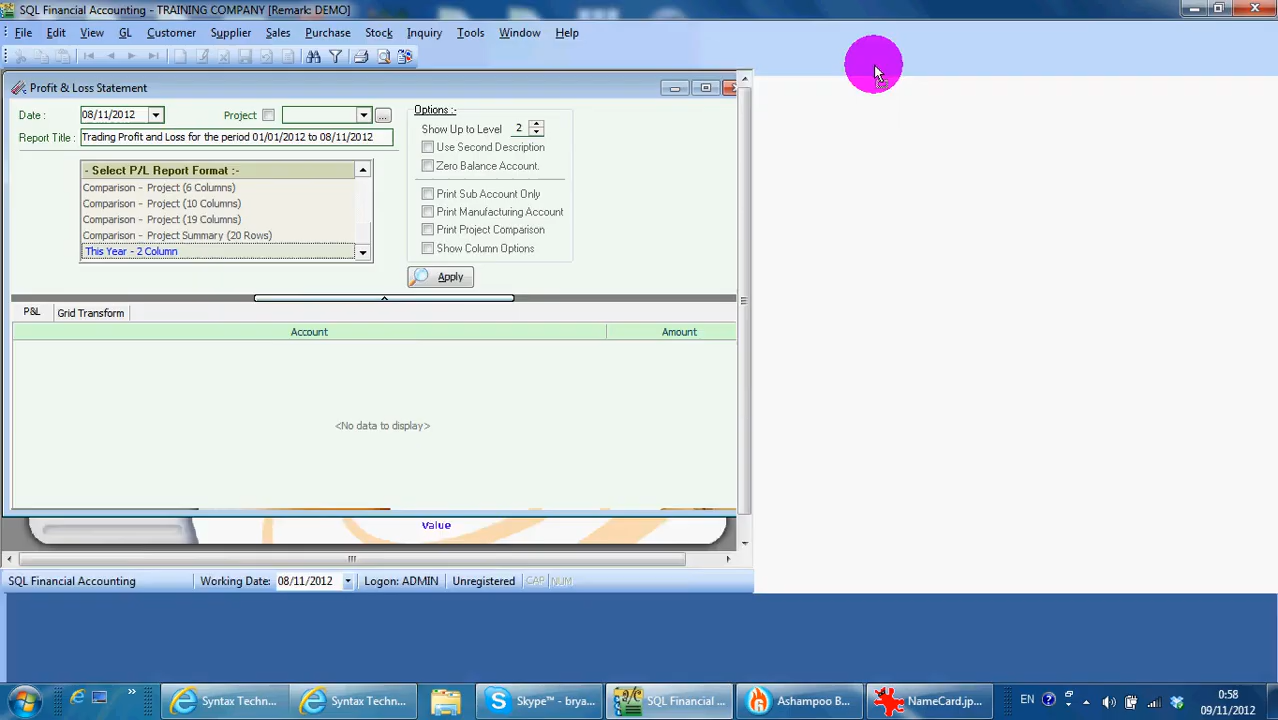 SQL Financial Accounting - TRAINING COMPANY [Remark: DEMO]
File Edit View GL Customer Supplier Sales Purchase Stock Inquiry Tools Window Help
Profit & Loss Statement
Date : 08/11/2012 Project
Report Title : Trading Profit and Loss for the period 01/01/2012 to 08/11/2012
- Select P/L Report Format :-
Comparison - Project (6 Columns)
Comparison - Project (10 Columns)
Comparison - Project (19 Columns)
Comparison - Project Summary (20 Rows)
This Year - 2 Column
Options :-
Show Up to Level 2
Use Second Description
Zero Balance Account.
Print Sub Account Only
Print Manufacturing Account
Print Project Comparison
Show Column Options
Apply
P&L Grid Transform
Account Amount
<No data to display>
Value
SQL Financial Accounting Working Date: 08/11/2012 Logon: ADMIN Unregistered CAP NUM
Syntax Techn... Syntax Techn... Skype™ - brya... SQL Financial ... Ashampoo B... NameCard.jp... EN 0:58
09/11/2012